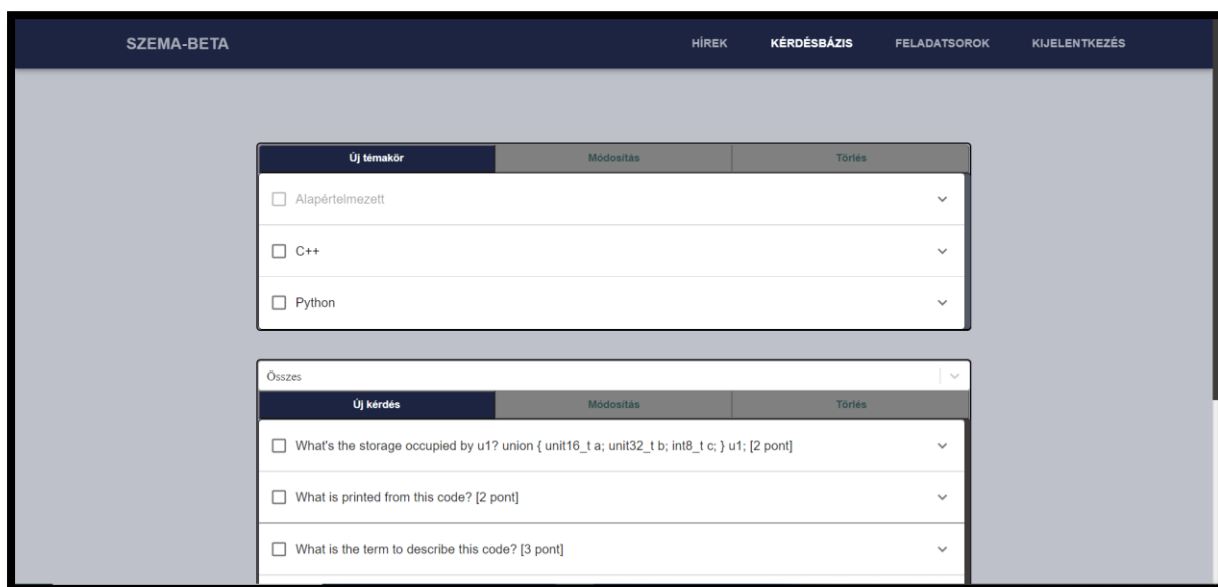 SZEMA-BETA HÍREK KÉRDÉSBÁZIS FELADATSOROK KIJELENTKEZÉS
Új témakör Módosítás Törlés
Alapértelmezett
C++
Python
Összes
Új kérdés Módosítás Törlés
What's the storage occupied by u1? union { unit16_t a; unit32_t b; int8_t c; } u1; [2 pont]
What is printed from this code? [2 pont]
What is the term to describe this code? [3 pont]